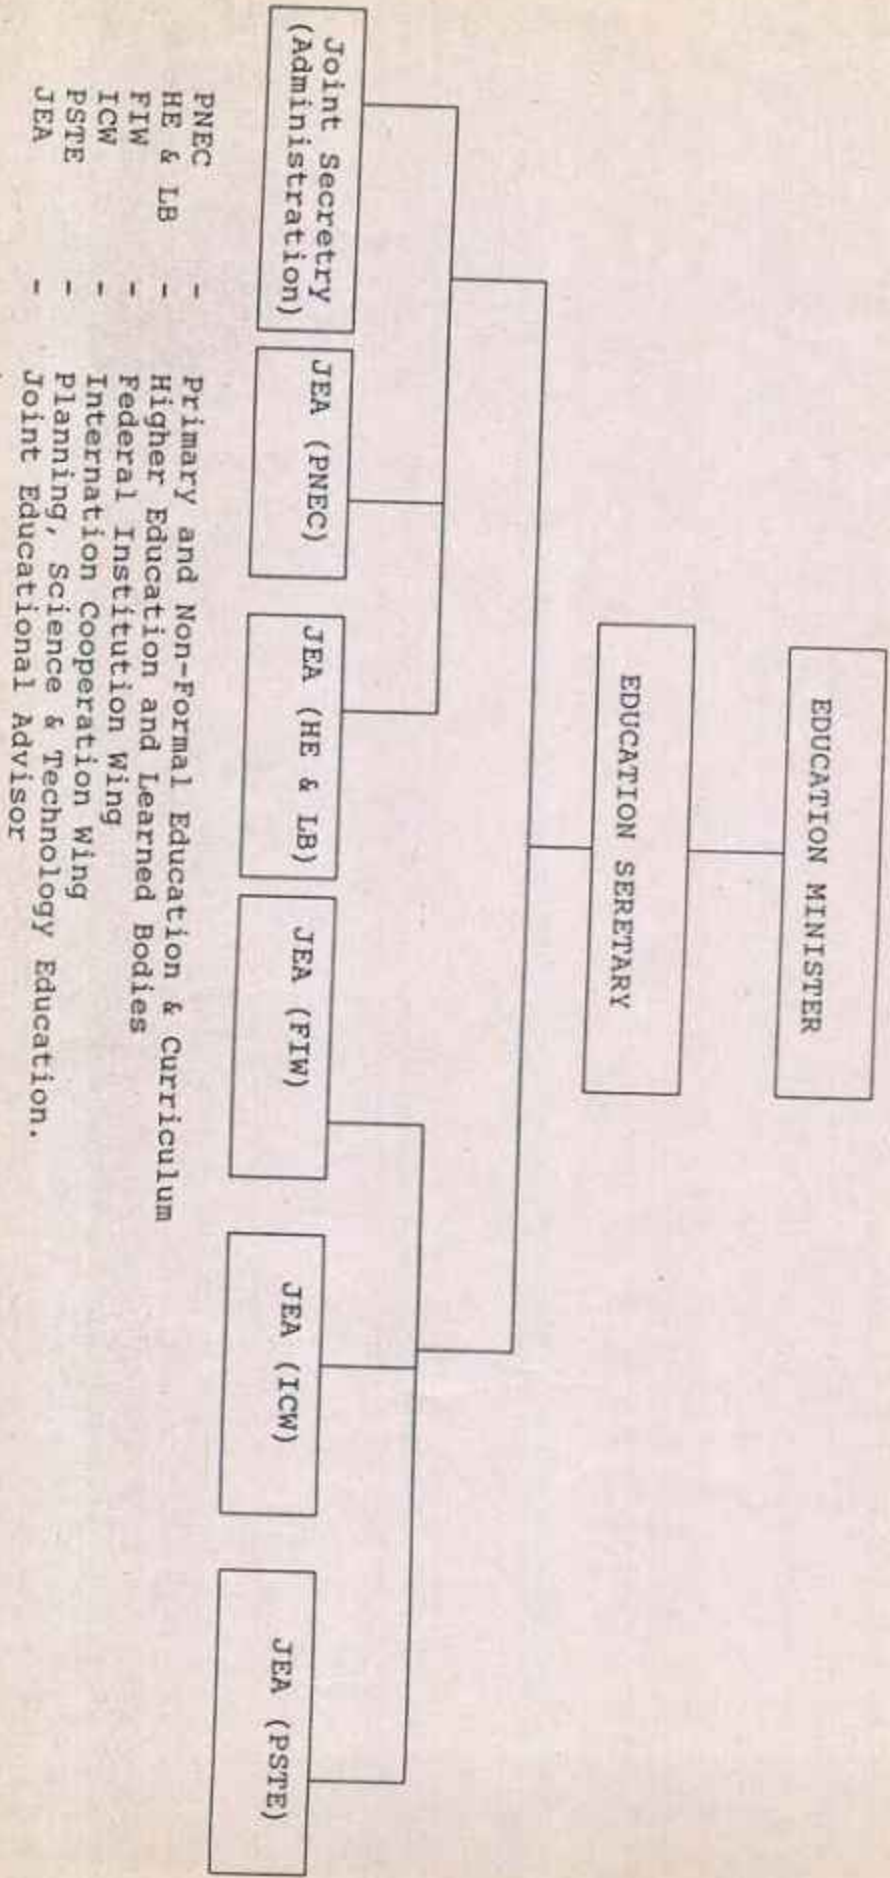 EDUCATION MINISTER
EDUCATION SERETARY
Joint Secretry
(Administration)
JEA (PNEC)
JEA (HE & LB)
JEA (FIW)
JEA (ICW)
JEA (PSTE)
PNEC - Primary and Non-Formal Education & Curriculum
HE & LB - Higher Education and Learned Bodies
FIW - Federal Institution Wing
ICW - Internation Cooperation Wing
PSTE - Planning, Science & Technology Education.
JEA - Joint Educational Advisor